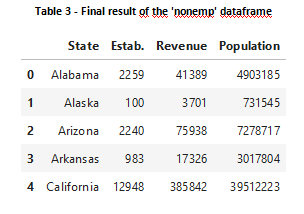 Table 3 - Final result of the 'nonemp' dataframe
State Estab. Revenue Population
0 Alabama 2259 41389 4903185
1 Alaska 100 3701 731545
2 Arizona 2240 75938 7278717
3 Arkansas 983 17326 3017804
4 California 12948 385842 39512223